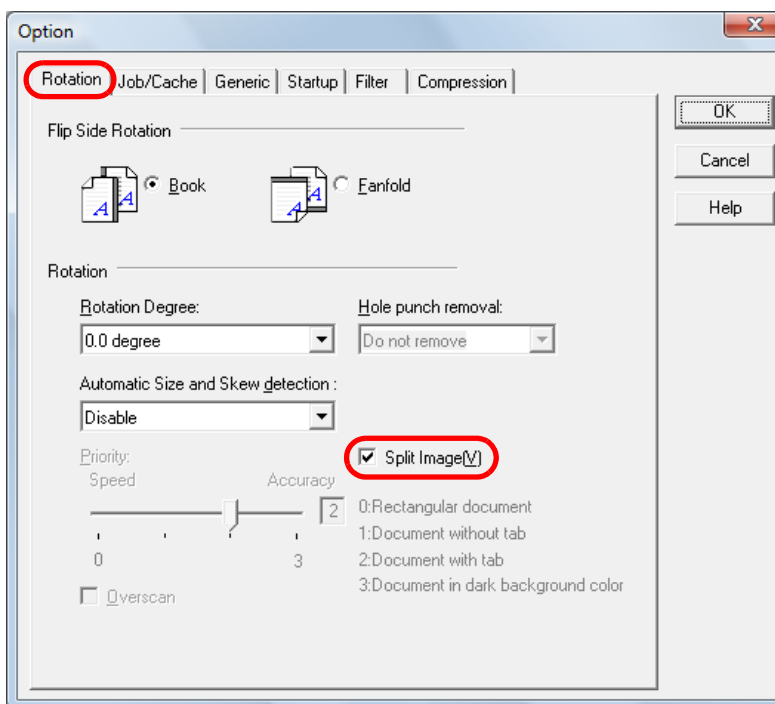 Option
Rotation Job/Cache Generic Startup Filter Compression
OK
Cancel
Help
Flip Side Rotation
A A Book A A Fanfold
Rotation
Rotation Degree: Hole punch removal:
0.0 degree Do not remove
Automatic Size and Skew detection :
Disable
Priority: Split Image(V)
Speed Accuracy
2 0:Rectangular document
1:Document without tab
0 3 2:Document with tab
Overscan 3:Document in dark background color